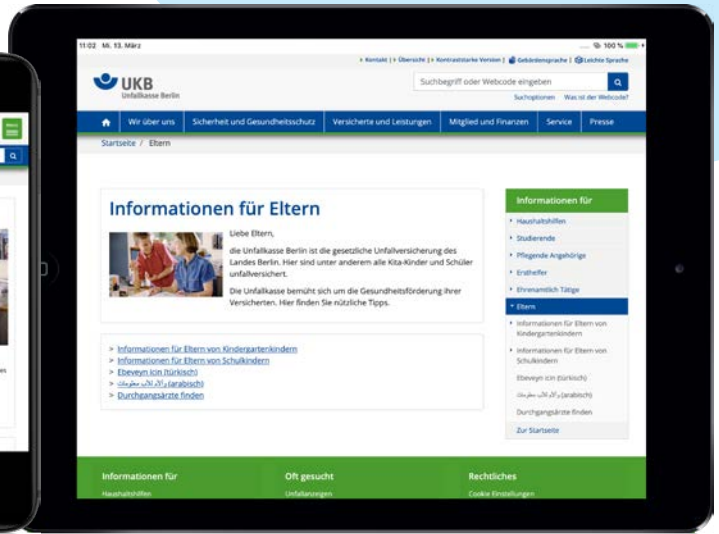 11:02 Mi. 13. März
100 %
Kontakt | Übersicht | Kontraststarke Version | Gebärdensprache | Leichte Sprache
UKB
Unfallkasse Berlin
Suchbegriff oder Webcode eingeben
Suchoptionen Was ist der Webcode?
Menü
Wir über uns Sicherheit und Gesundheitsschutz Versicherte und Leistungen Mitglied und Finanzen Service Presse
Startseite / Eltern
Informationen für Eltern
Liebe Eltern,
die Unfallkasse Berlin ist die gesetzliche Unfallversicherung des
Landes Berlin. Hier sind unter anderem alle Kita-Kinder und Schüler
unfallversichert.
Die Unfallkasse bemüht sich um die Gesundheitsförderung ihrer
Versicherten. Hier finden Sie nützliche Tipps.
> Informationen für Eltern von Kindergartenkindern
> Informationen für Eltern von Schulkindern
> Ebeveyn icin (türkisch)
> (arabisch)
> Durchgangsärzte finden
Informationen für
Haushaltshilfen
Studierende
Pflegende Angehörige
Ersthelfer
Ehrenamtlich Tätige
Eltern
Informationen für Eltern von
Kindergartenkindern
Informationen für Eltern von
Schulkindern
Ebeveyn icin (türkisch)
(arabisch)
Durchgangsärzte finden
Zur Startseite
Informationen für Oft gesucht Rechtliches
Haushaltshilfen Unfallanzeigen Cookie Einstellungen